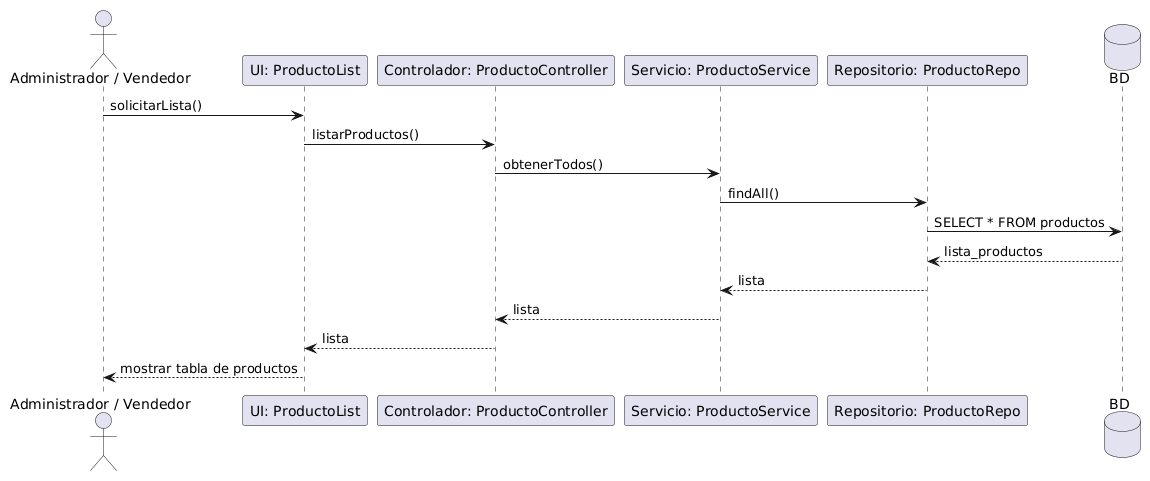 Administrador / Vendedor
UI: ProductoList
Controlador: ProductoController
Servicio: ProductoService
Repositorio: ProductoRepo
BD
solicitarLista()
listarProductos()
obtenerTodos()
findAll()
SELECT * FROM productos
lista_productos
lista
lista
lista
mostrar tabla de productos
Administrador / Vendedor
UI: ProductoList
Controlador: ProductoController
Servicio: ProductoService
Repositorio: ProductoRepo
BD